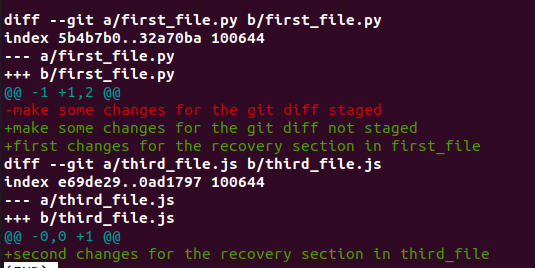 diff --git a/first_file.py b/first_file.py
index 5b4b7b0..32a70ba 100644
--- a/first_file.py
+++ b/first_file.py
@@ -1 +1,2 @@
-make some changes for the git diff staged
+make some changes for the git diff not staged
+first changes for the recovery section in first_file
diff --git a/third_file.js b/third_file.js
index e69de29..0ad1797 100644
--- a/third_file.js
+++ b/third_file.js
@@ -0,0 +1 @@
+second changes for the recovery section in third_file